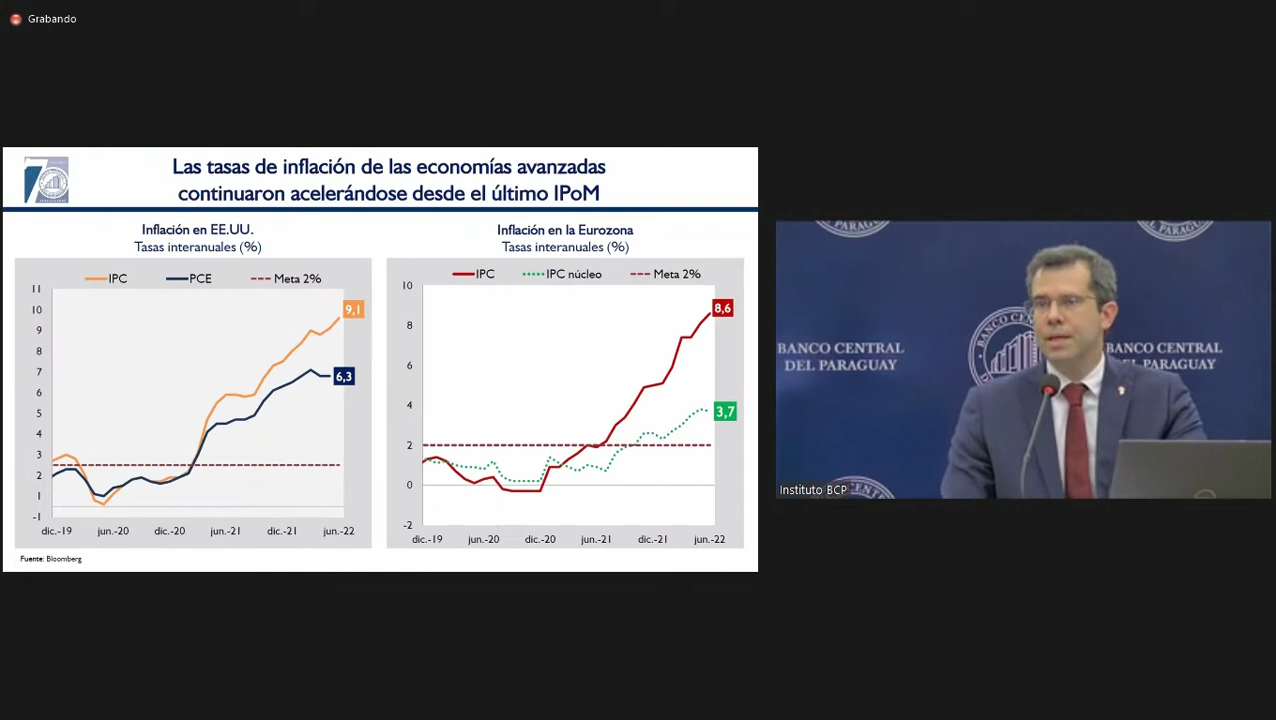 Grabando
Las tasas de inflación de las economías avanzadas
continuaron acelerándose desde el último IPoM
Inflación en EE.UU.
Tasas interanuales (%)
IPC PCE Meta 2%
11
10
9
8
7
6
5
4
3
2
1
-1
9,1
6,3
dic.-19 jun.-20 dic.-20 jun.-21 dic.-21 jun.-22
Fuente: Bloomberg
Inflación en la Eurozona
Tasas interanuales (%)
IPC IPC núcleo Meta 2%
10
8
6
4
2
0
-2
8,6
3,7
dic.-19 jun.-20 dic.-20 jun.-21 dic.-21 jun.-22
BANCO CENTRAL
DEL PARAGUAY
BANCO CENTRAL
DEL PARAGUAY
Instituto BCP